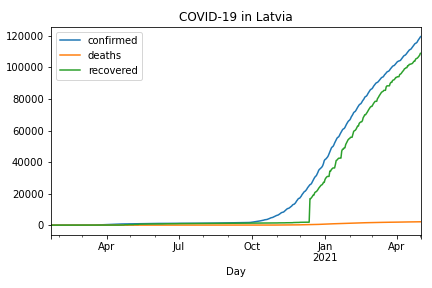 COVID-19 in Latvia
confirmed
deaths
recovered
120000
100000
80000
60000
40000
20000
0
Apr
Jul
Oct
Jan
2021
Apr
Day